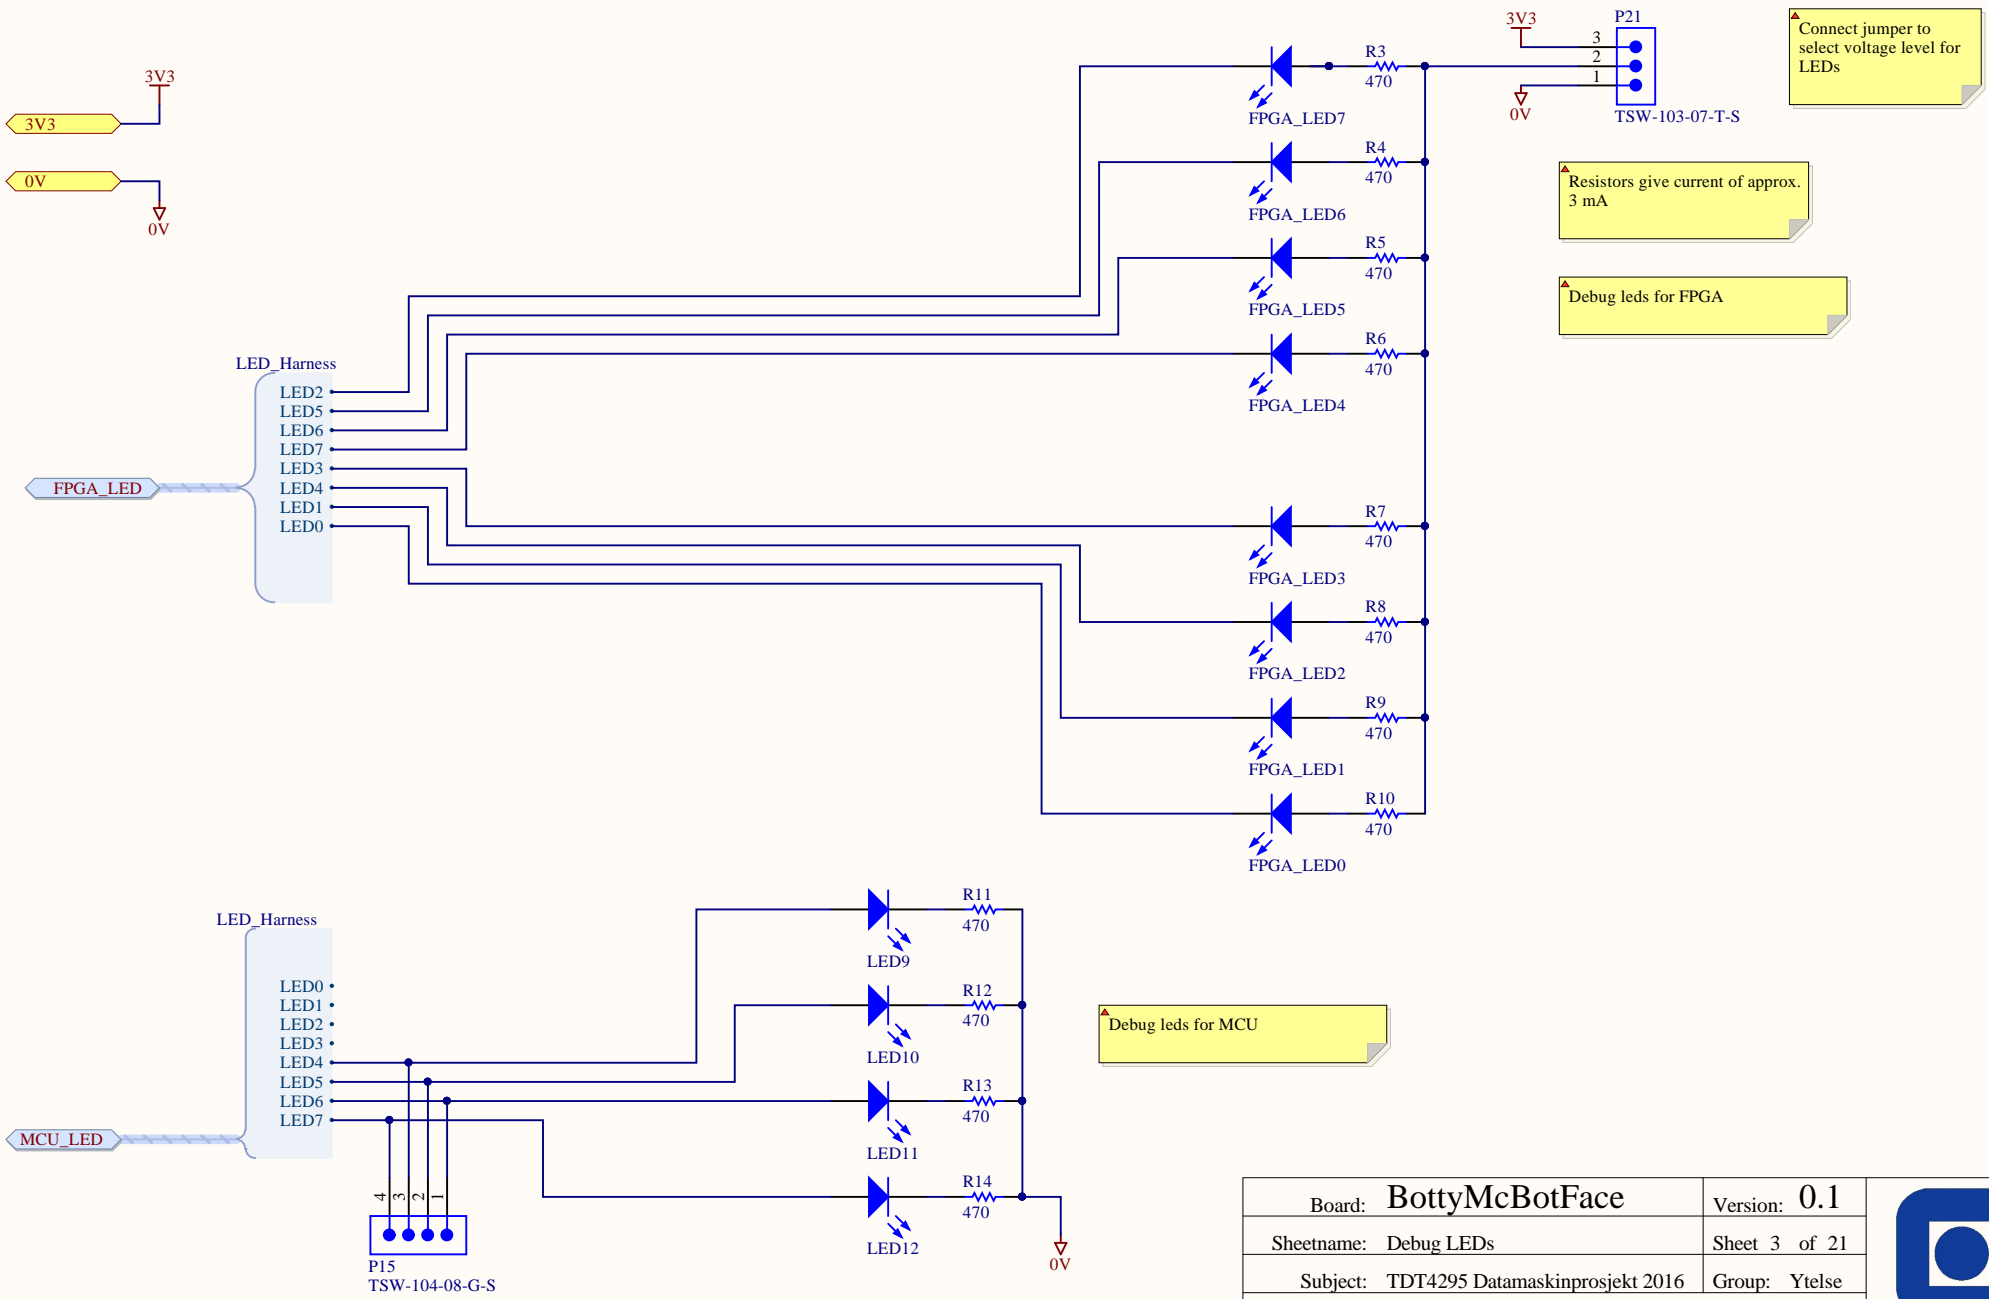 3V3
3V3
0V
0V
LED_Harness
LED2
LED5
LED6
LED7
LED3
LED4
LED1
LED0
FPGA_LED
R3
470
FPGA_LED7
R4
470
FPGA_LED6
R5
470
FPGA_LED5
R6
470
FPGA_LED4
R7
470
FPGA_LED3
R8
470
FPGA_LED2
R9
470
FPGA_LED1
R10
470
FPGA_LED0
3V3
P21
3
2
1
0V
TSW-103-07-T-S
Connect jumper to
select voltage level for
LEDs
Resistors give current of approx.
3 mA
Debug leds for FPGA
LED_Harness
LED0
LED1
LED2
LED3
LED4
LED5
LED6
LED7
MCU_LED
4
3
2
1
P15
TSW-104-08-G-S
R11
470
LED9
R12
470
LED10
R13
470
LED11
R14
470
LED12
0V
Debug leds for MCU
Board: BottyMcBotFace Version: 0.1
Sheetname: Debug LEDs Sheet 3 of 21
Subject: TDT4295 Datamaskinprosjekt 2016 Group: Ytelse